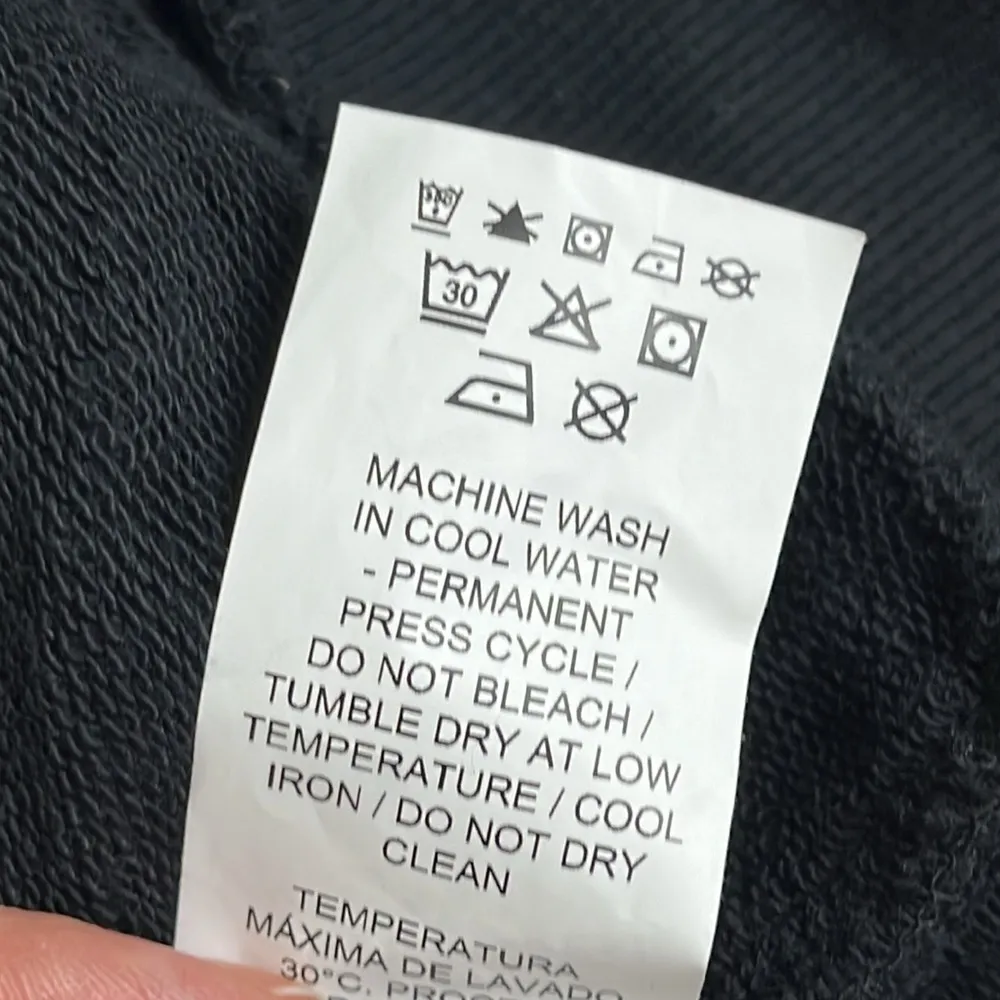 30
MACHINE WASH
IN COOL WATER
- PERMANENT
PRESS CYCLE /
DO NOT BLEACH /
TUMBLE DRY AT LOW
TEMPERATURE / COOL
IRON / DO NOT DRY
CLEAN
TEMPERATURA
MÁXIMA DE LAVADO
30°C.